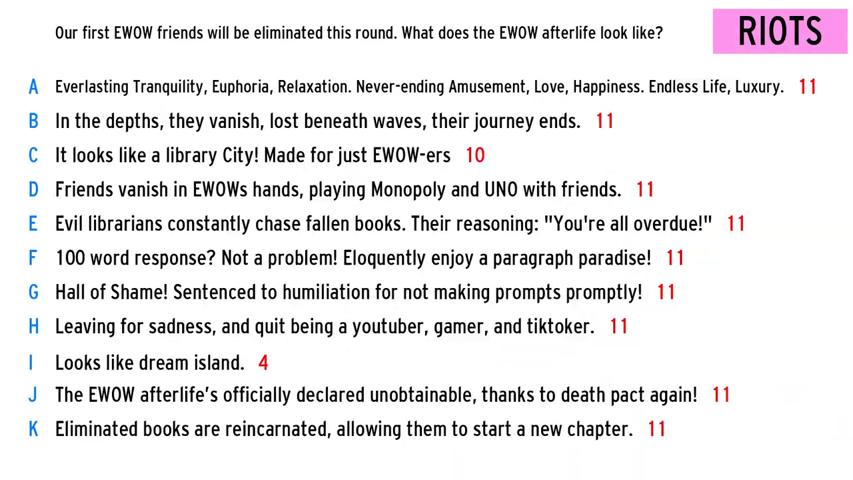 Our first EWOW friends will be eliminated this round. What does the EWOW afterlife look like?
RIOTS
A Everlasting Tranquility, Euphoria, Relaxation. Never-ending Amusement, Love, Happiness. Endless Life, Luxury. 11
B In the depths, they vanish, lost beneath waves, their journey ends. 11
C It looks like a library City! Made for just EWOW-ers 10
D Friends vanish in EWOWs hands, playing Monopoly and UNO with friends. 11
E Evil librarians constantly chase fallen books. Their reasoning: "You're all overdue!" 11
F 100 word response? Not a problem! Eloquently enjoy a paragraph paradise! 11
G Hall of Shame! Sentenced to humiliation for not making prompts promptly! 11
H Leaving for sadness, and quit being a youtuber, gamer, and tiktoker. 11
I Looks like dream island. 4
J The EWOW afterlife’s officially declared unobtainable, thanks to death pact again! 11
K Eliminated books are reincarnated, allowing them to start a new chapter. 11